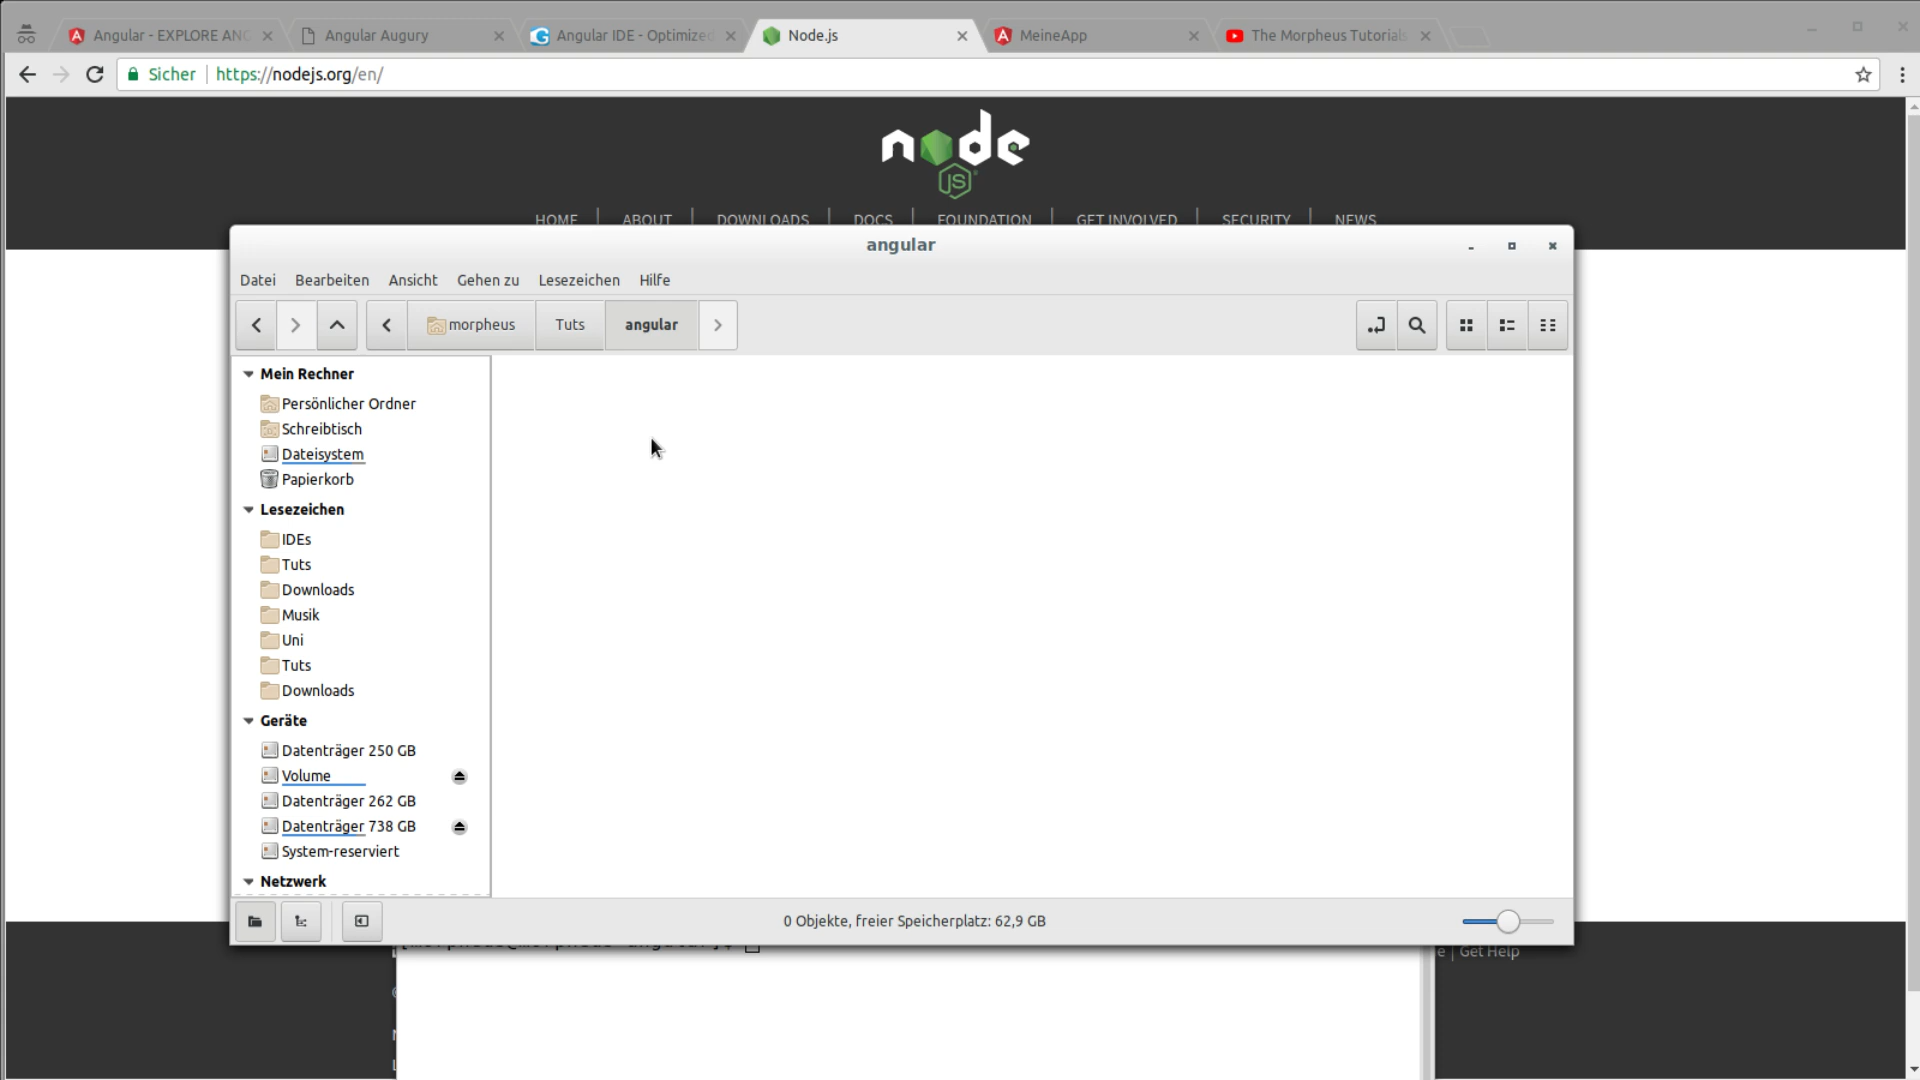 Angular - EXPLORE ANG
Angular Augury
Angular IDE - Optimized
Node.js
MeineApp
The Morpheus Tutorials
Sicher
https://nodejs.org/en/
node
JS
HOME
ABOUT
DOWNLOADS
DOCS
FOUNDATION
GET INVOLVED
SECURITY
NEWS
angular
Datei
Bearbeiten
Ansicht
Gehen zu
Lesezeichen
Hilfe
morpheus
Tuts
angular
Mein Rechner
Persönlicher Ordner
Schreibtisch
Dateisystem
Papierkorb
Lesezeichen
IDEs
Tuts
Downloads
Musik
Uni
Tuts
Downloads
Geräte
Datenträger 250 GB
Volume
Datenträger 262 GB
Datenträger 738 GB
System-reserviert
Netzwerk
0 Objekte, freier Speicherplatz: 62,9 GB
e | Get Help